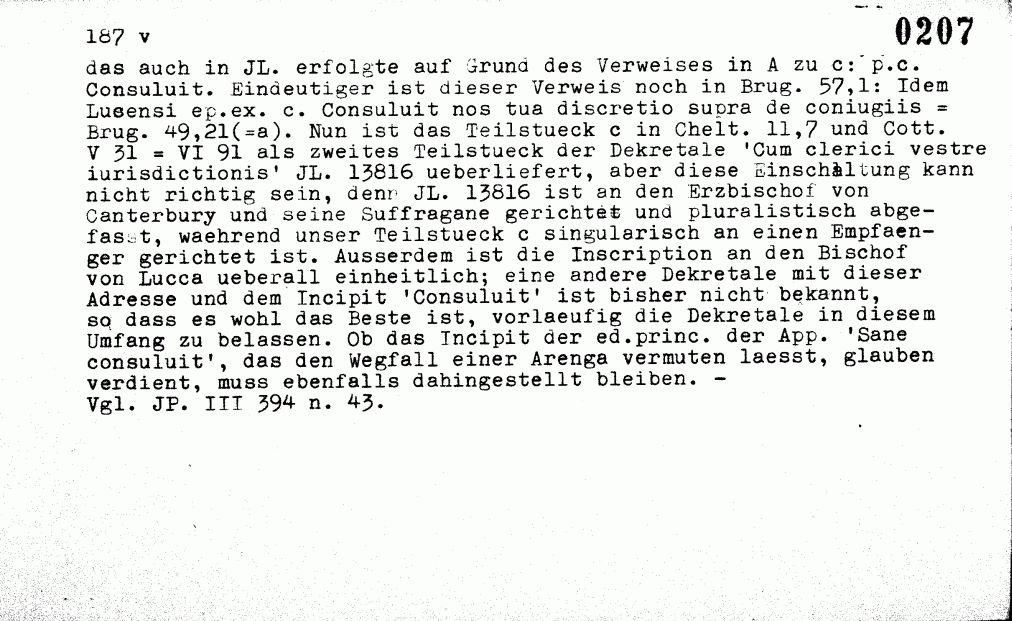 187 v
0207
das auch in JL. erfolgte auf Grund des Verweises in A zu c: p.c.
Consuluit. Eindeutiger ist dieser Verweis noch in Brug. 57,1: Idem
Lusensi ep.ex. c. Consuluit nos tua discretio supra de coniugiis =
Brug. 49,21(=a). Nun ist das Teilstueck c in Chelt. 11,7 und Cott.
V 31 = VI 91 als zweites Teilstueck der Dekretale 'Cum clerici vestre
iurisdictionis' JL. 13816 ueberliefert, aber diese Einschaltung kann
nicht richtig sein, denn JL. 13816 ist an den Erzbischof von
Canterbury und seine Suffragane gerichtet und pluralistisch abge-
fasst, waehrend unser Teilstueck c singularisch an einen Empfaen-
ger gerichtet ist. Ausserdem ist die Inscription an den Bischof
von Lucca ueberall einheitlich; eine andere Dekretale mit dieser
Adresse und dem Incipit 'Consuluit' ist bisher nicht bekannt,
so dass es wohl das Beste ist, vorlaeufig die Dekretale in diesem
Umfang zu belassen. Ob das Incipit der ed.princ. der App. 'Sane
consuluit', das den Wegfall einer Arenga vermuten laesst, glauben
verdient, muss ebenfalls dahingestellt bleiben. -
Vgl. JP. III 394 n. 43.